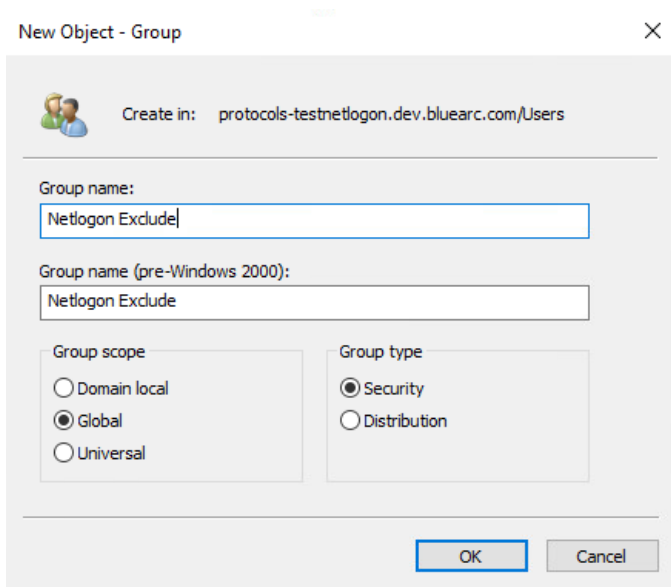 New Object - Group
Create in: protocols-testnetlogon.dev.bluearc.com/Users
Group name:
Netlogon Exclude
Group name (pre-Windows 2000):
Netlogon Exclude
Group scope
Domain local
Global
Universal
Group type
Security
Distribution
OK
Cancel